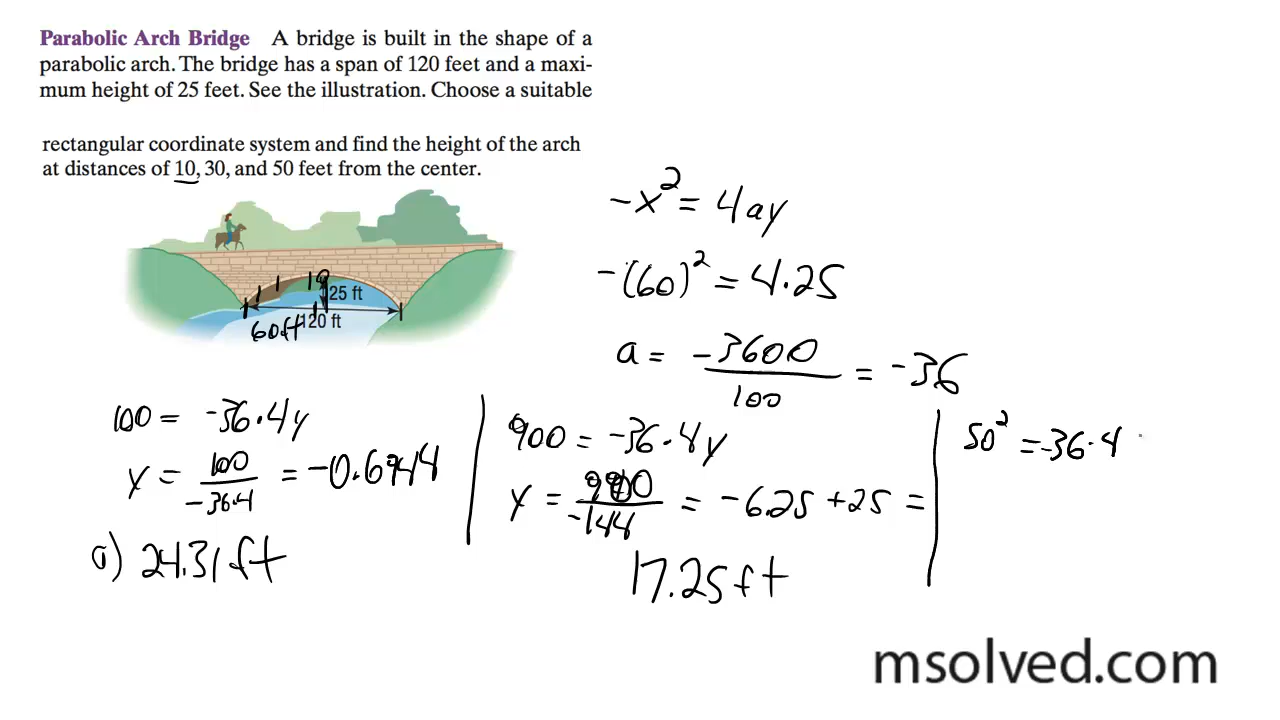 Parabolic Arch Bridge A bridge is built in the shape of a
parabolic arch. The bridge has a span of 120 feet and a maxi-
mum height of 25 feet. See the illustration. Choose a suitable
rectangular coordinate system and find the height of the arch
at distances of 10, 30, and 50 feet from the center.
25 ft
120 ft
60ft
-x² = 4ay
-(60)² = 4·25
a = -3600/100 = -36
100 = -36·4y
y = 100/-36·4 = -0.6944
a) 24.31 ft
900 = -36·4y
y = 900/-144 = -6.25 +25 =
17.25 ft
50² = -36·4
msolved.com